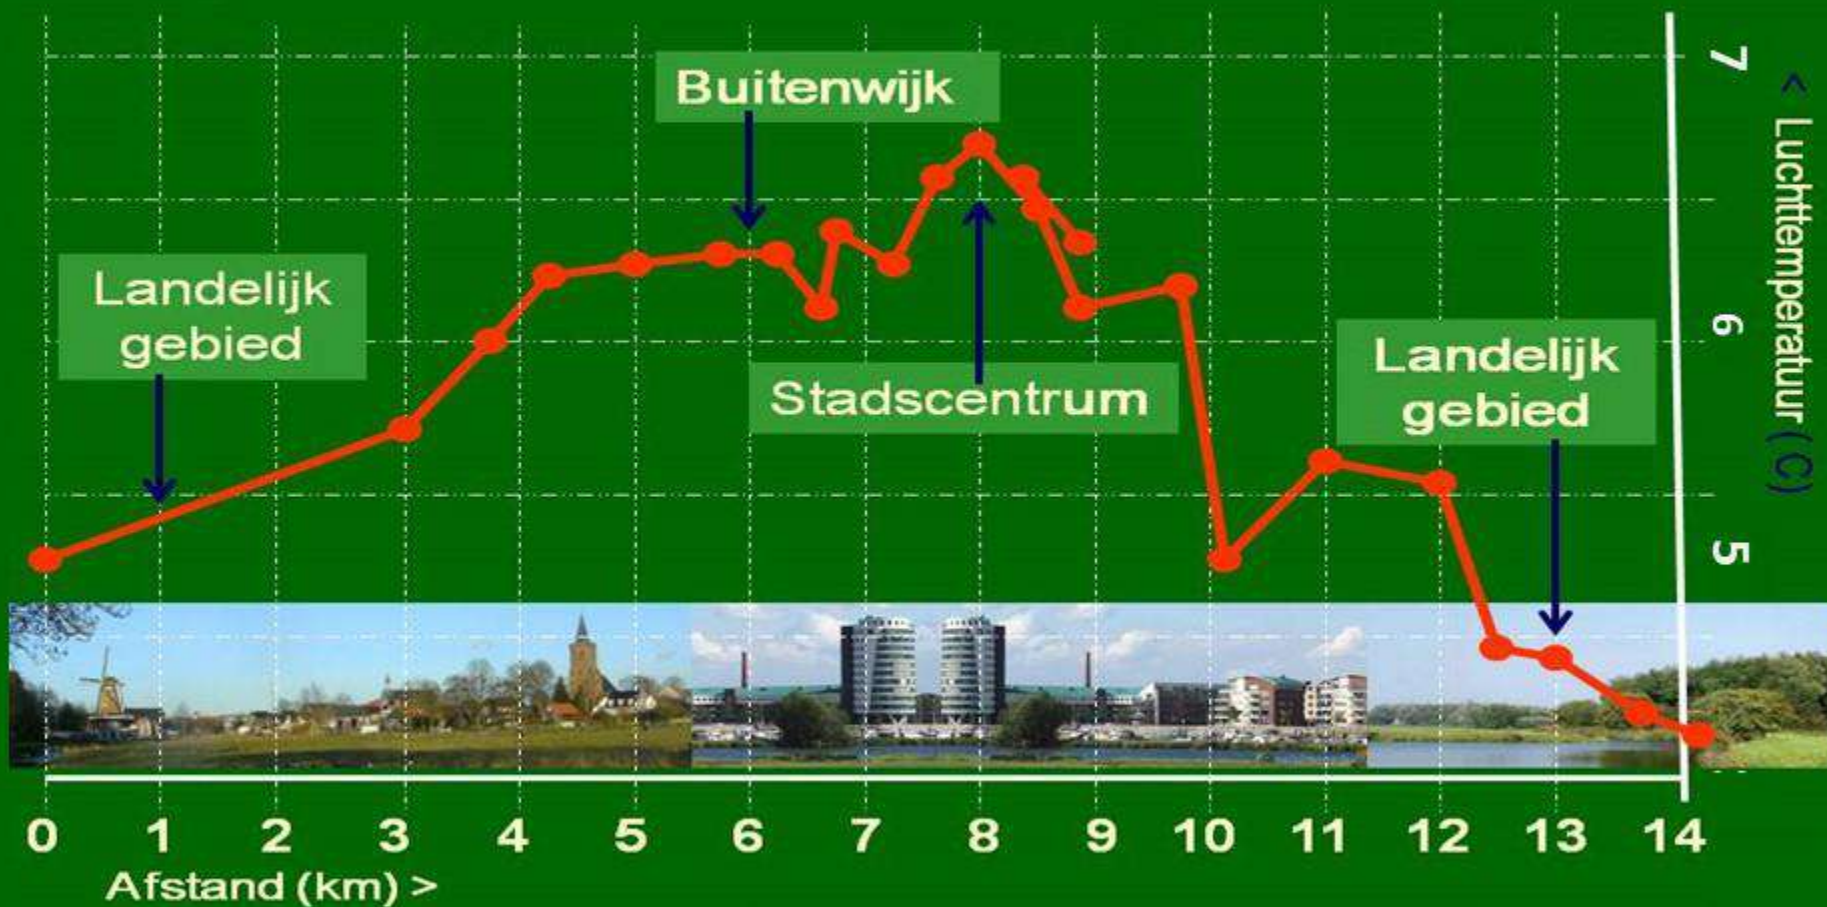 Buitenwijk
7
Landelijk
gebied
< Luchttemperatuur (C)
6
Landelijk
gebied
Stadscentrum
5
0 1 2 3 4 5 6 7 8 9 10 11 12 13 14
Afstand (km) >